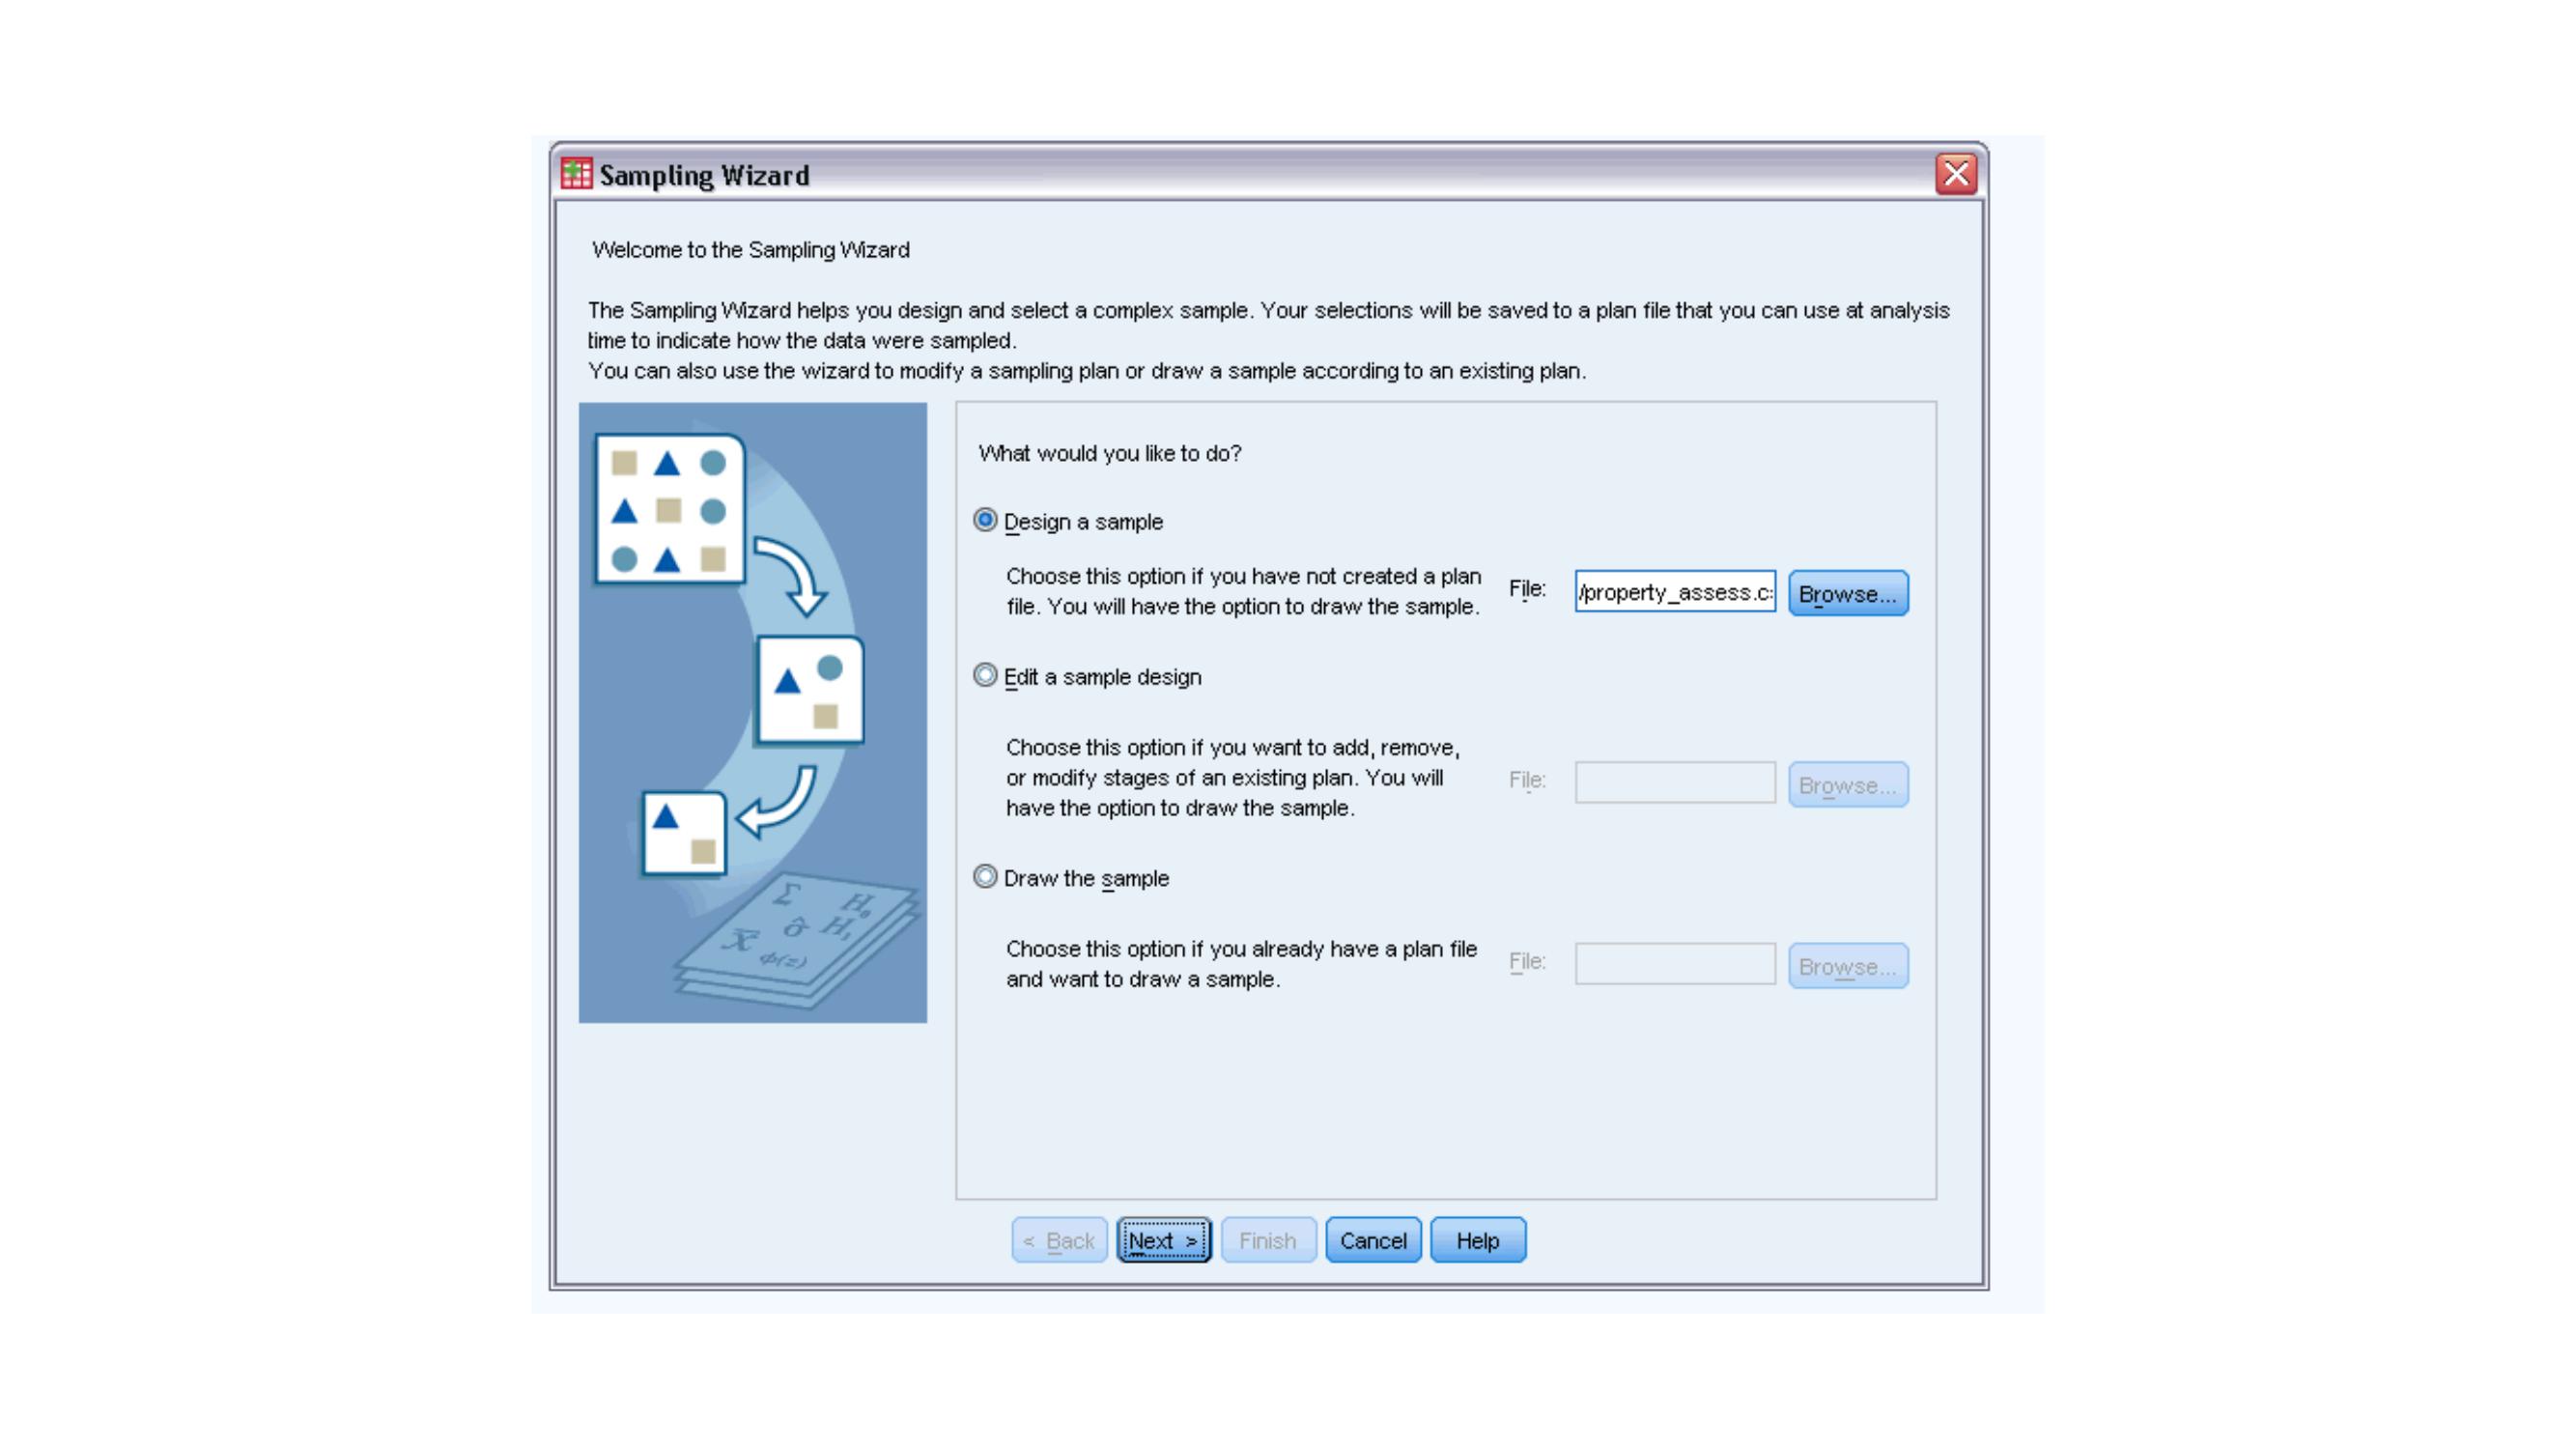 Sampling Wizard
Welcome to the Sampling Wizard
The Sampling Wizard helps you design and select a complex sample. Your selections will be saved to a plan file that you can use at analysis
time to indicate how the data were sampled.
You can also use the wizard to modify a sampling plan or draw a sample according to an existing plan.
What would you like to do?
Design a sample
Choose this option if you have not created a plan
file. You will have the option to draw the sample.
File: /property_assess.c: Browse...
Edit a sample design
Choose this option if you want to add, remove,
or modify stages of an existing plan. You will
have the option to draw the sample.
File: Browse...
Draw the sample
Choose this option if you already have a plan file
and want to draw a sample.
File: Browse...
Σ H₀
σ̂ H₁
x̅ ϕ(z)
< Back Next > Finish Cancel Help